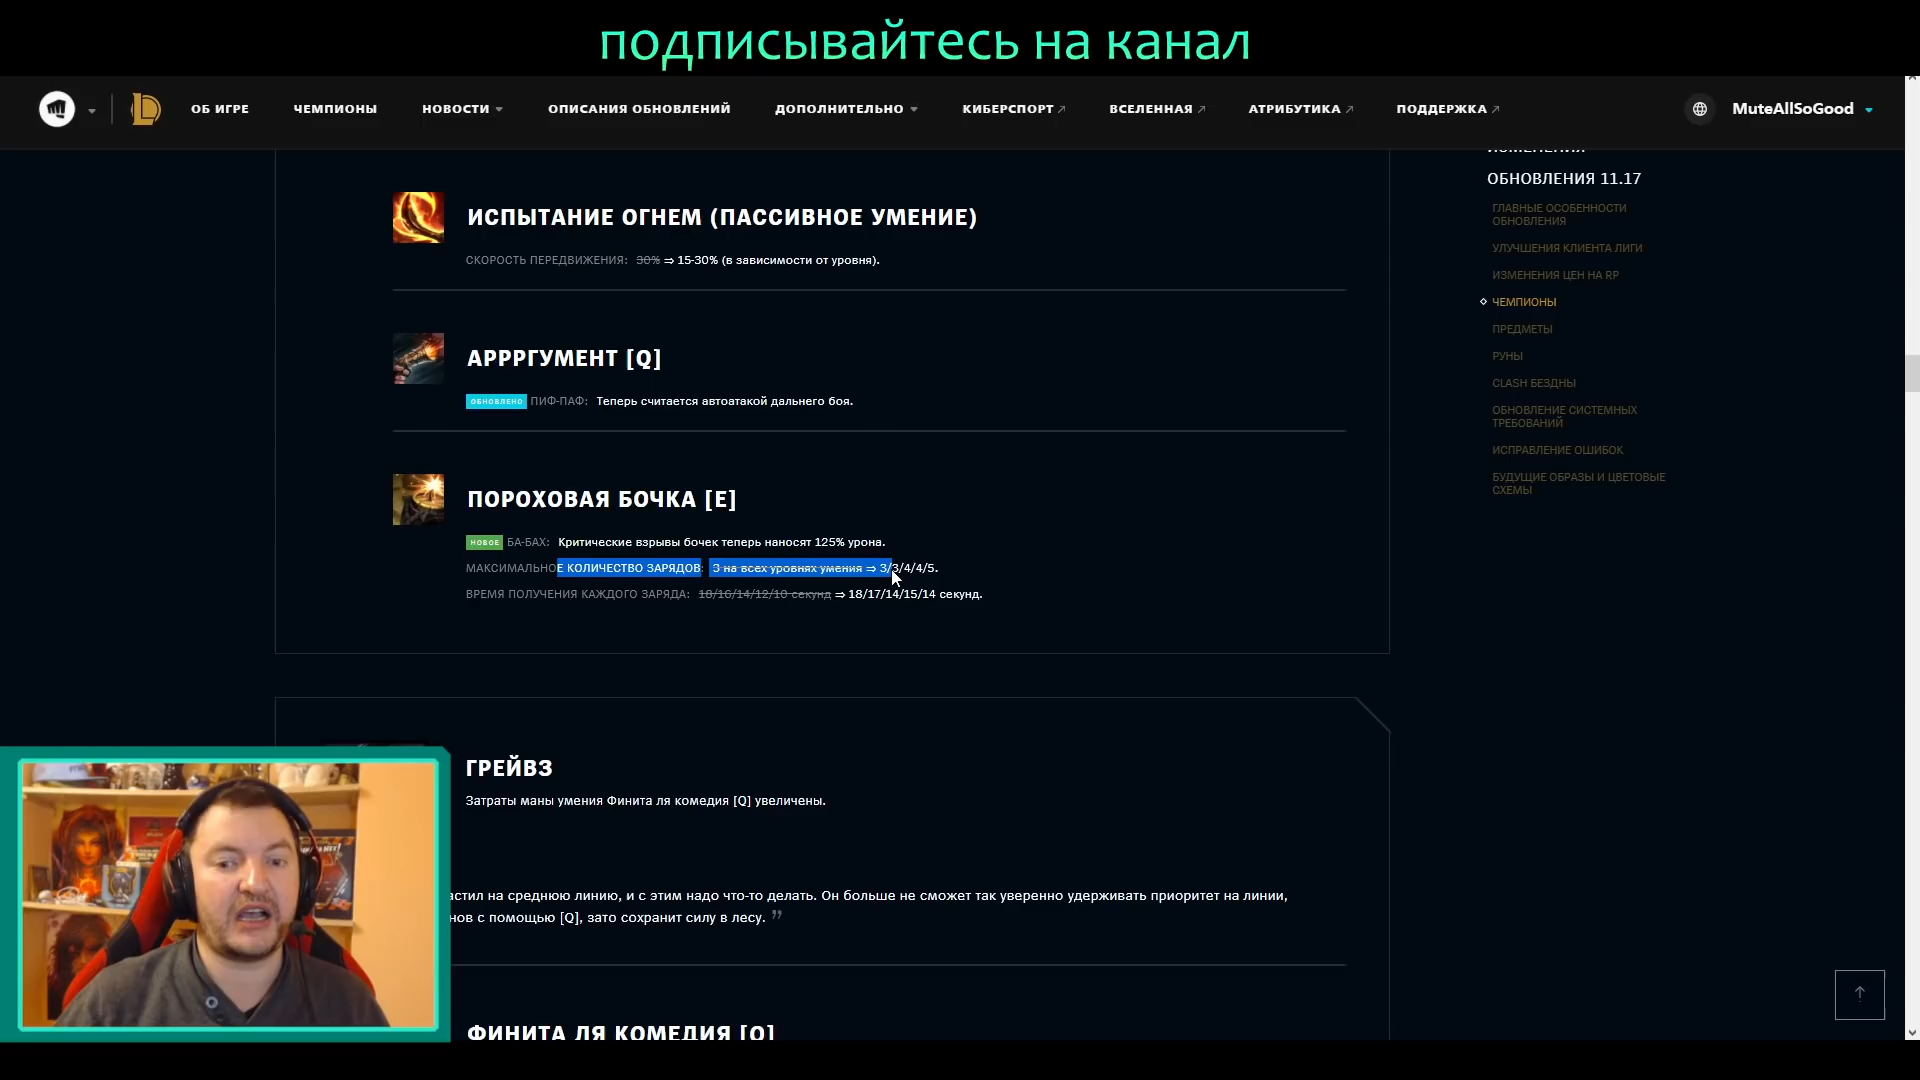 подписывайтесь на канал
ОБ ИГРЕ ЧЕМПИОНЫ НОВОСТИ ОПИСАНИЯ ОБНОВЛЕНИЙ ДОПОЛНИТЕЛЬНО КИБЕРСПОРТ ВСЕЛЕННАЯ АТРИБУТИКА ПОДДЕРЖКА MuteAllSoGood
ИСПЫТАНИЕ ОГНЕМ (ПАССИВНОЕ УМЕНИЕ)
СКОРОСТЬ ПЕРЕДВИЖЕНИЯ: 30% ⇒ 15-30% (в зависимости от уровня).
АРРРГУМЕНТ [Q]
ОБНОВЛЕНО ПИФ-ПАФ: Теперь считается автоатакой дальнего боя.
ПОРОХОВАЯ БОЧКА [E]
НОВОЕ БА-БАХ: Критические взрывы бочек теперь наносят 125% урона.
МАКСИМАЛЬНОЕ КОЛИЧЕСТВО ЗАРЯДОВ: 3 на всех уровнях умения ⇒ 3/3/4/4/5.
ВРЕМЯ ПОЛУЧЕНИЯ КАЖДОГО ЗАРЯДА: 18/16/14/12/10 секунд ⇒ 18/17/14/15/14 секунд.
ГРЕЙВЗ
Затраты маны умения Финита ля комедия [Q] увеличены.
астил на среднюю линию, и с этим надо что-то делать. Он больше не сможет так уверенно удерживать приоритет на линии,
нов с помощью [Q], зато сохранит силу в лесу. ”
ФИНИТА ЛЯ КОМЕДИЯ [Q]
ИЗМЕНЕНИЯ
ОБНОВЛЕНИЯ 11.17
ГЛАВНЫЕ ОСОБЕННОСТИ
ОБНОВЛЕНИЯ
УЛУЧШЕНИЯ КЛИЕНТА ЛИГИ
ИЗМЕНЕНИЯ ЦЕН НА RP
ЧЕМПИОНЫ
ПРЕДМЕТЫ
РУНЫ
CLASH БЕЗДНЫ
ОБНОВЛЕНИЕ СИСТЕМНЫХ
ТРЕБОВАНИЙ
ИСПРАВЛЕНИЕ ОШИБОК
БУДУЩИЕ ОБРАЗЫ И ЦВЕТОВЫЕ
СХЕМЫ